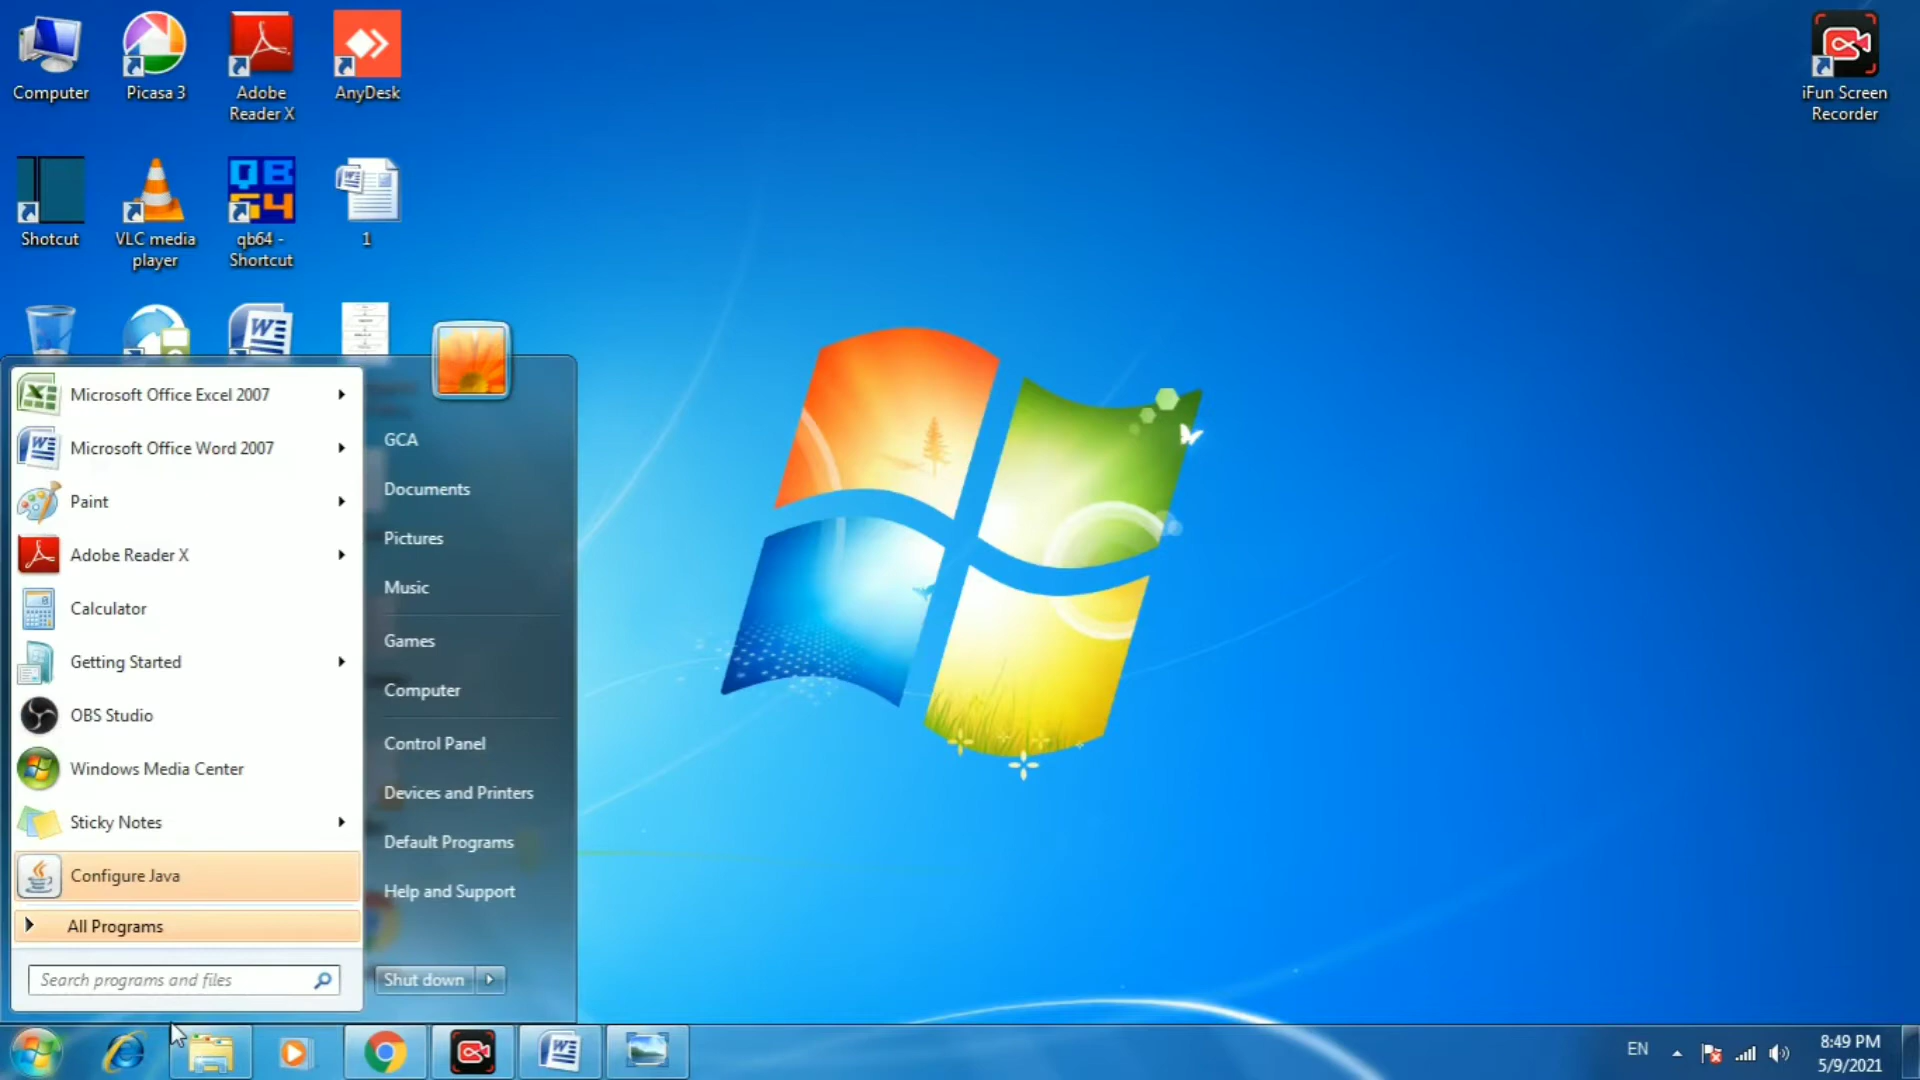 Computer
Picasa 3
Adobe
Reader X
AnyDesk
iFun Screen
Recorder
Shotcut
VLC media
player
QB
64
qb64 -
Shortcut
1
Microsoft Office Excel 2007
Microsoft Office Word 2007
Paint
Adobe Reader X
Calculator
Getting Started
OBS Studio
Windows Media Center
Sticky Notes
Configure Java
All Programs
Search programs and files
GCA
Documents
Pictures
Music
Games
Computer
Control Panel
Devices and Printers
Default Programs
Help and Support
Shut down
EN
8:49 PM
5/9/2021